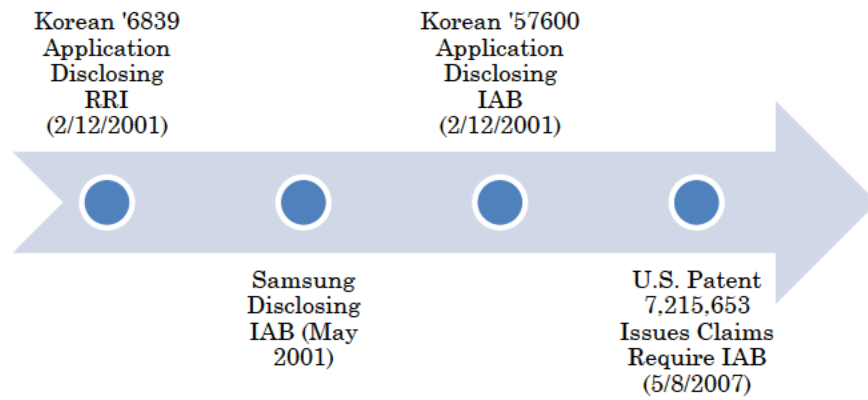 Korean '6839
Application
Disclosing
RRI
(2/12/2001)
Samsung
Disclosing
IAB (May
2001)
Korean '57600
Application
Disclosing
IAB
(2/12/2001)
U.S. Patent
7,215,653
Issues Claims
Require IAB
(5/8/2007)